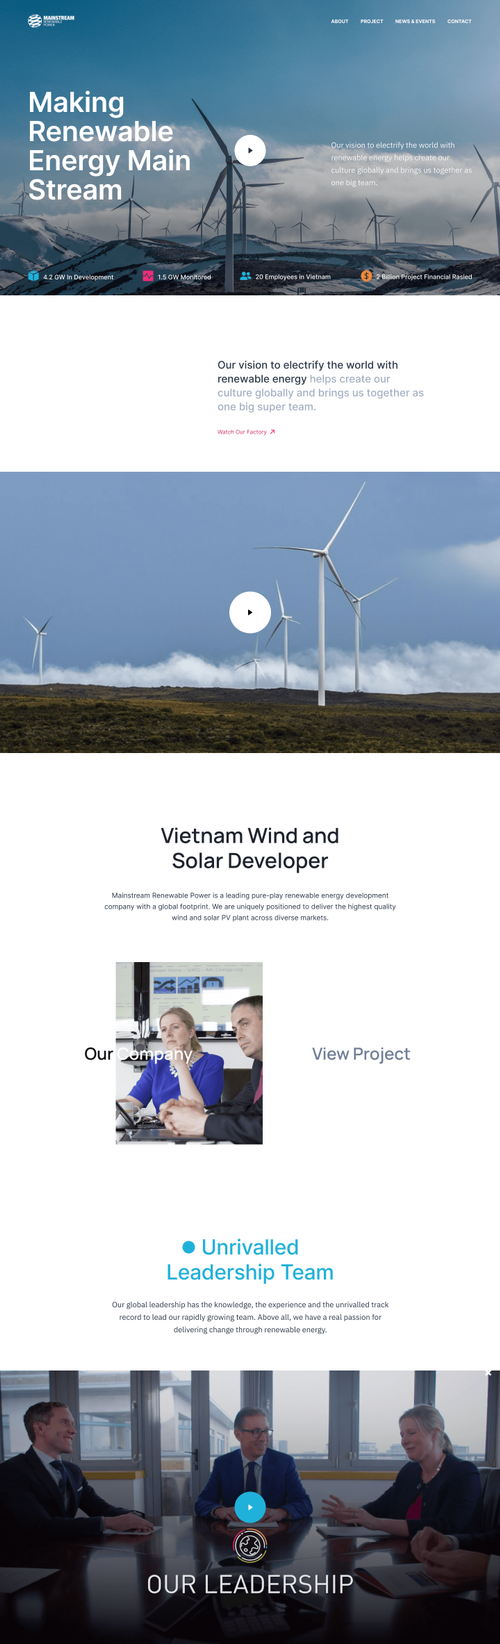 MAINSTREAM
RENEWABLE
POWER
ABOUT
PROJECT
NEWS & EVENTS
CONTACT
Making
Renewable
Energy Main
Stream
Our vision to electrify the world with
renewable energy helps create our
culture globally and brings us together as
one big team.
4.2 GW In Development
1.5 GW Monitored
20 Employees in Vietnam
2 Billion Project Financial Rasied
Our vision to electrify the world with
renewable energy helps create our
culture globally and brings us together as
one big super team.
Watch Our Factory
Vietnam Wind and
Solar Developer
Mainstream Renewable Power is a leading pure-play renewable energy development
company with a global footprint. We are uniquely positioned to deliver the highest quality
wind and solar PV plant across diverse markets.
Our Company
View Project
Unrivalled
Leadership Team
Our global leadership has the knowledge, the experience and the unrivalled track
record to lead our rapidly growing team. Above all, we have a real passion for
delivering change through renewable energy.
OUR LEADERSHIP